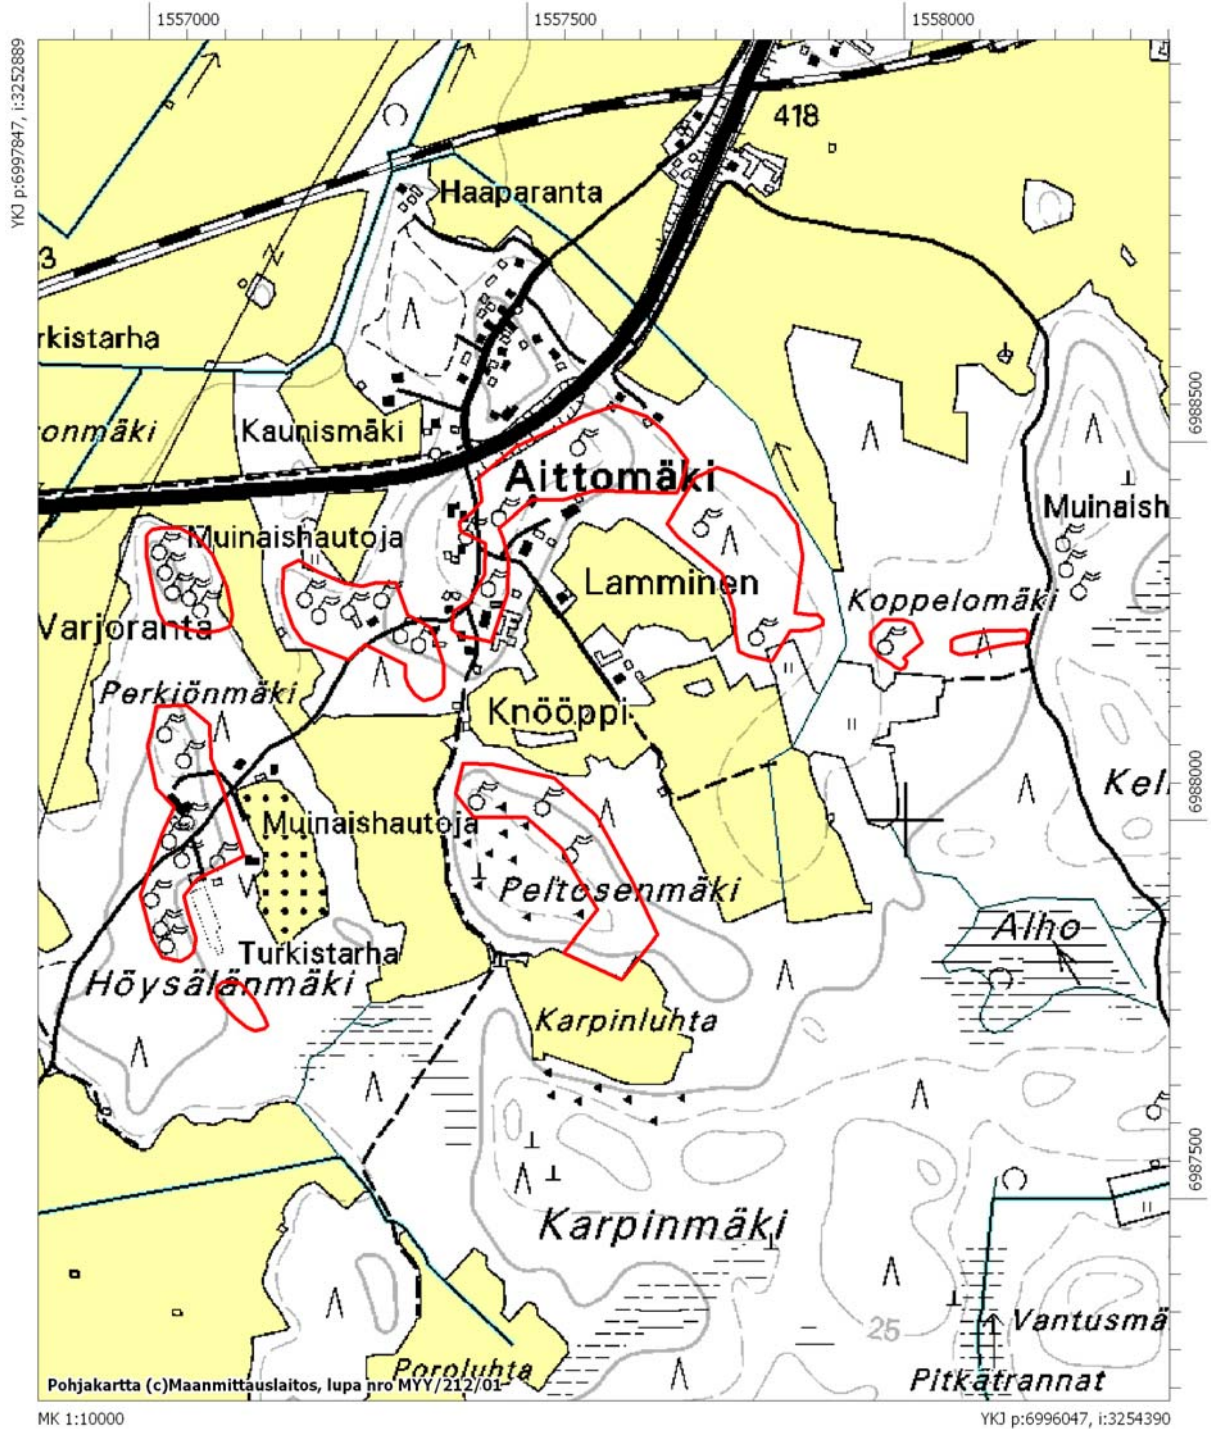 1557000
1557500
1558000
YKJ p:6997847, i:3252889
418
Haaparanta
3
rkistarha
6988500
onmäki
Kaunismäki
Aittomäki
Muinaish
Muinaishautoja
Lamminen
Koppelomäki
Varjoranta
Perkiönmäki
Knööppi
6988000
Kel
Muinaishautoja
Peltosenmäki
Alho
Turkistarha
Höysälänmäki
Karpinluhta
6987500
Karpinmäki
25
Vantusmä
Poroluhta
Pitkätrannat
Pohjakartta (c)Maanmittauslaitos, lupa nro MYY/212/01
MK 1:10000
YKJ p:6996047, i:3254390